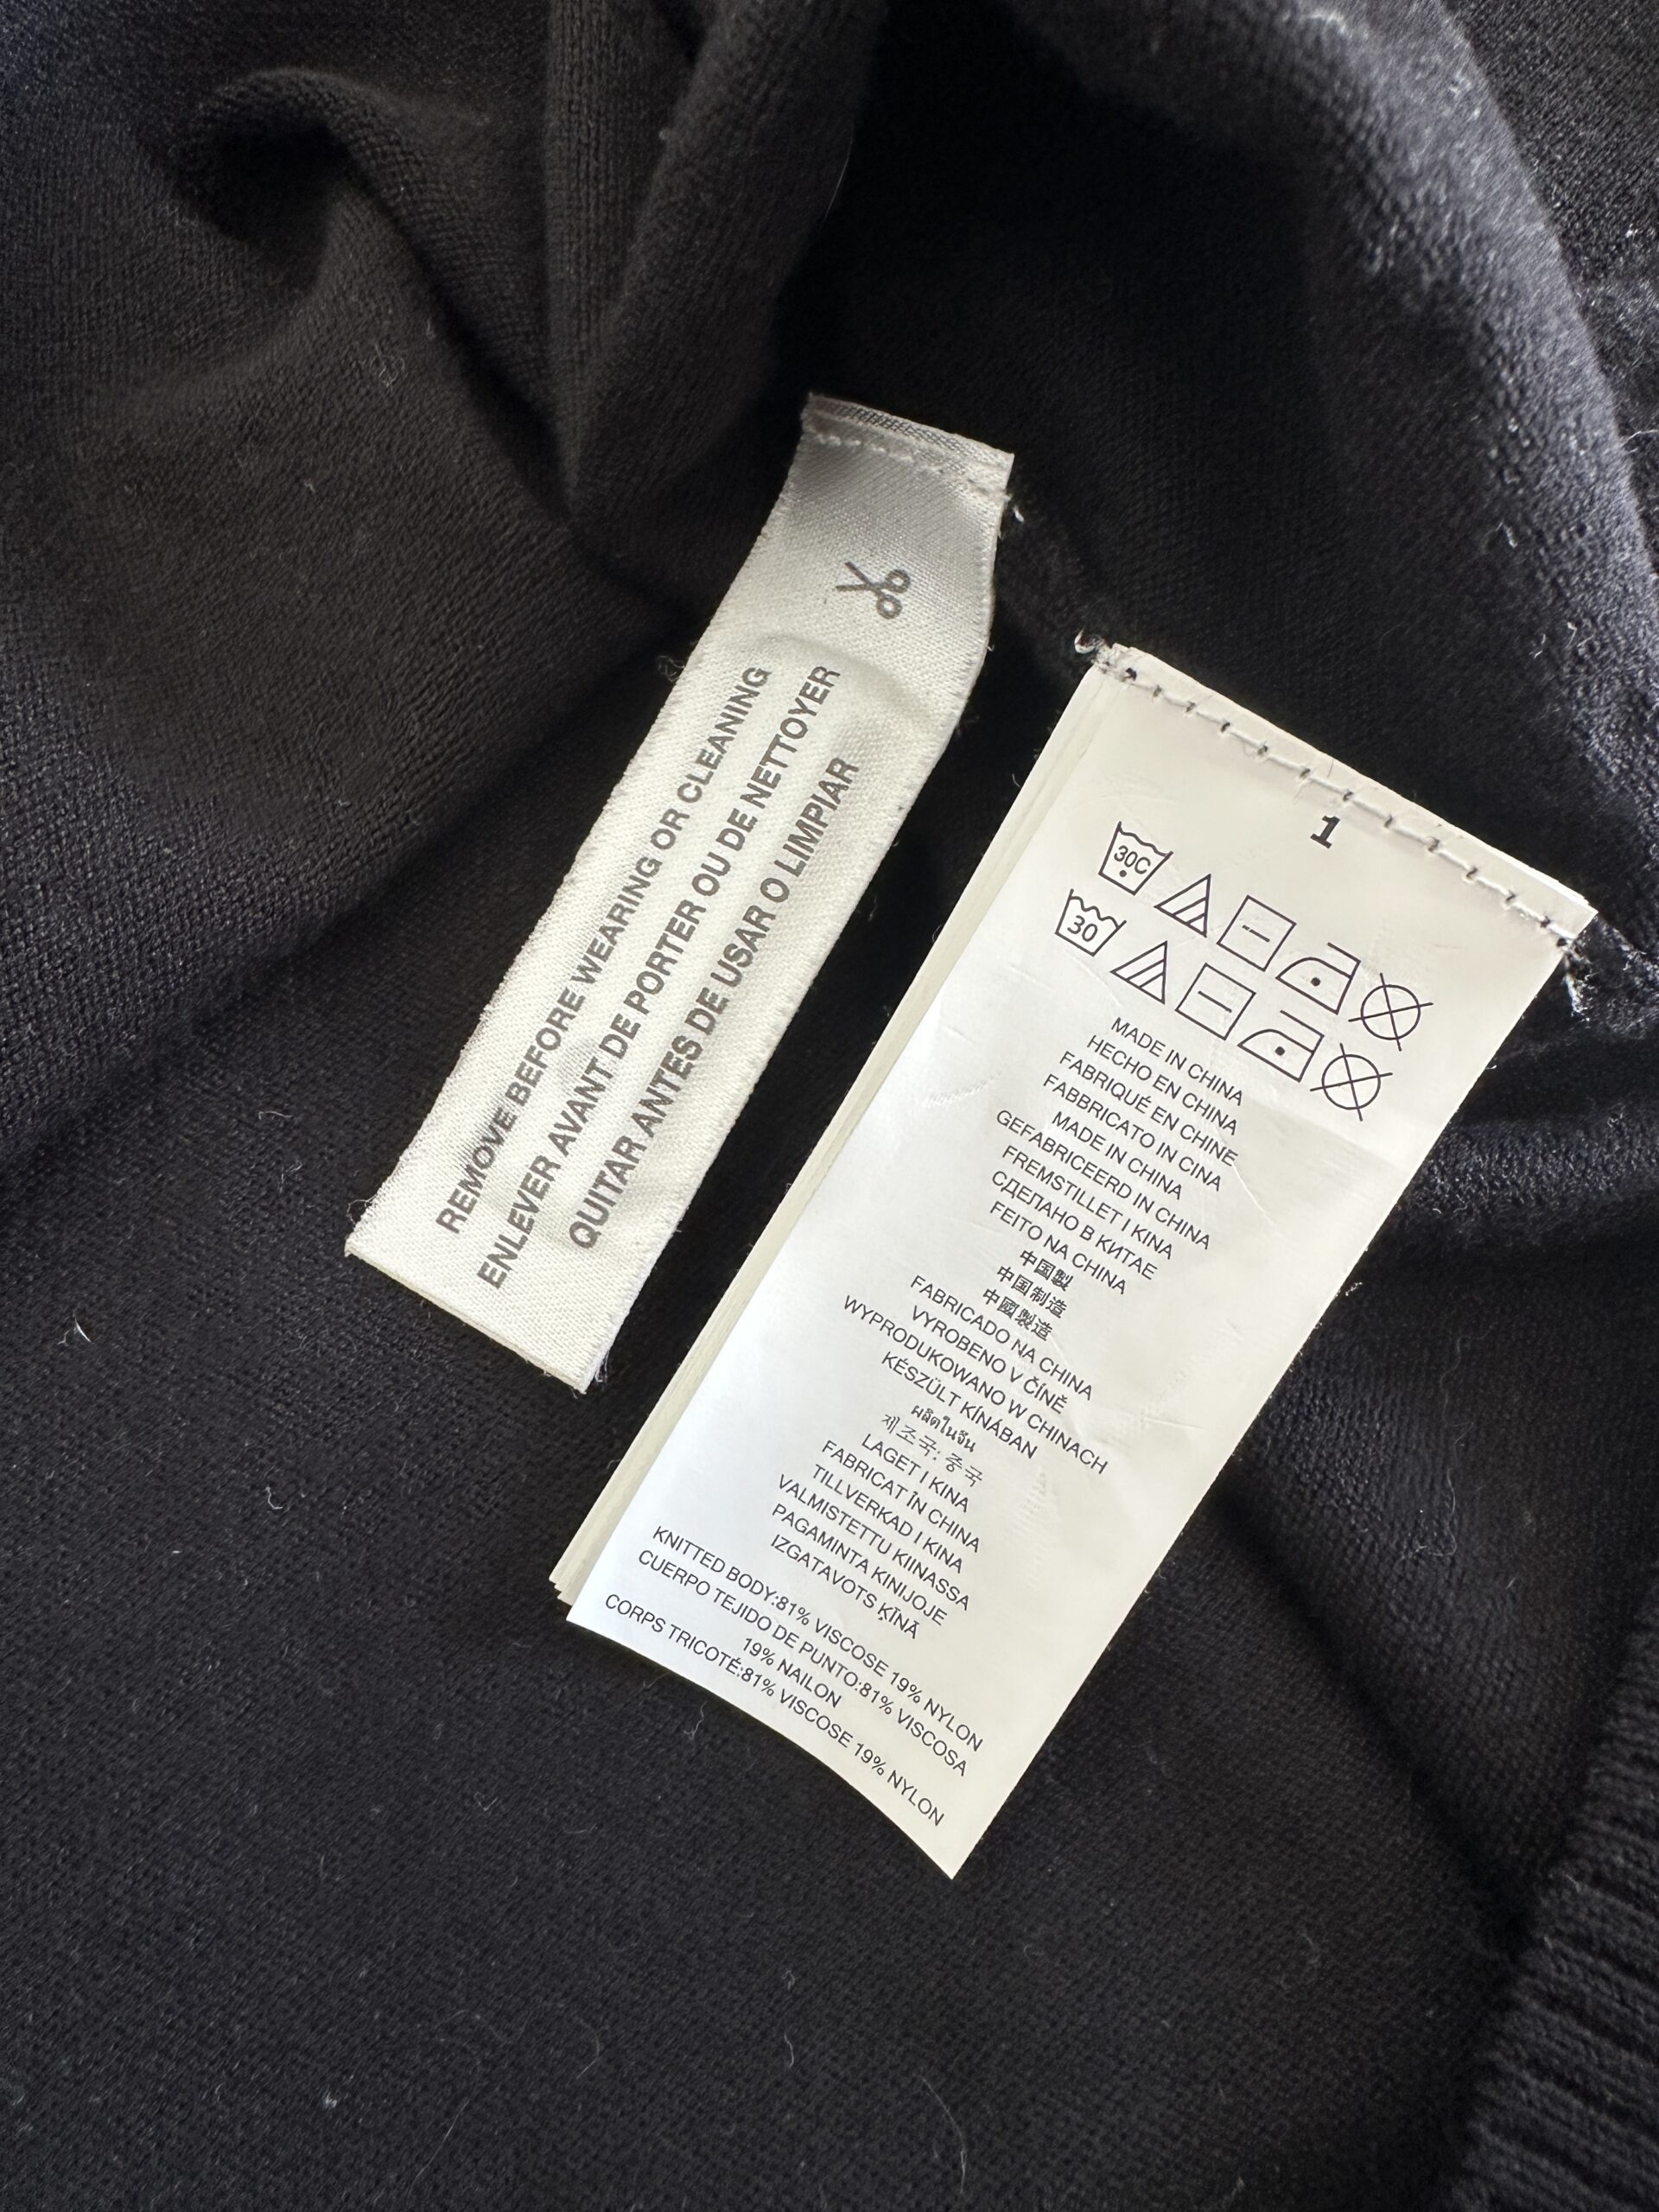 REMOVE BEFORE WEARING OR CLEANING
ENLEVER AVANT DE PORTER OU DE NETTOYER
QUITAR ANTES DE USAR O LIMPIAR
1
30C
30
MADE IN CHINA
HECHO EN CHINA
FABRIQUÉ EN CHINE
FABBRICATO IN CINA
MADE IN CHINA
GEFABRICEERD IN CHINA
FREMSTILLET I KINA
СДЕЛАНО В КИТАЕ
FEITO NA CHINA
中国製
中国制造
中國製造
FABRICADO NA CHINA
VYROBENO V ČÍNĚ
WYPRODUKOWANO W CHINACH
KÉSZÜLT KÍNÁBAN
ผลิตในจีน
제조국: 중국
LAGET I KINA
FABRICAT ÎN CHINA
TILLVERKAD I KINA
VALMISTETTU KIINASSA
PAGAMINTA KINIJOJE
IZGATAVOTS ĶĪNĀ
KNITTED BODY:81% VISCOSE 19% NYLON
CUERPO TEJIDO DE PUNTO:81% VISCOSA
19% NAILON
CORPS TRICOTÉ:81% VISCOSE 19% NYLON